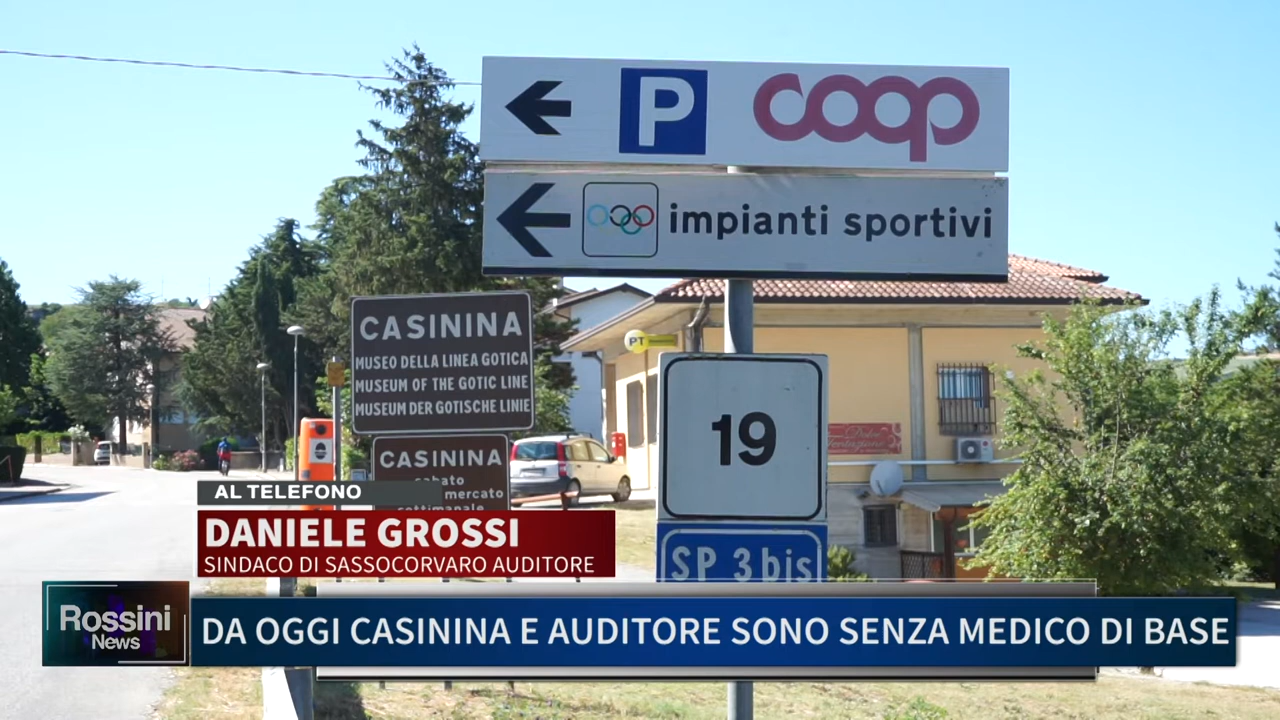 P coop
impianti sportivi
CASININA
MUSEO DELLA LINEA GOTICA
MUSEUM OF THE GOTIC LINE
MUSEUM DER GOTISCHE LINIE
PT
19
CASININA
sabato
mercato
settimanale
SP 3 bis
AL TELEFONO
DANIELE GROSSI
SINDACO DI SASSOCORVARO AUDITORE
Rossini
News
DA OGGI CASININA E AUDITORE SONO SENZA MEDICO DI BASE